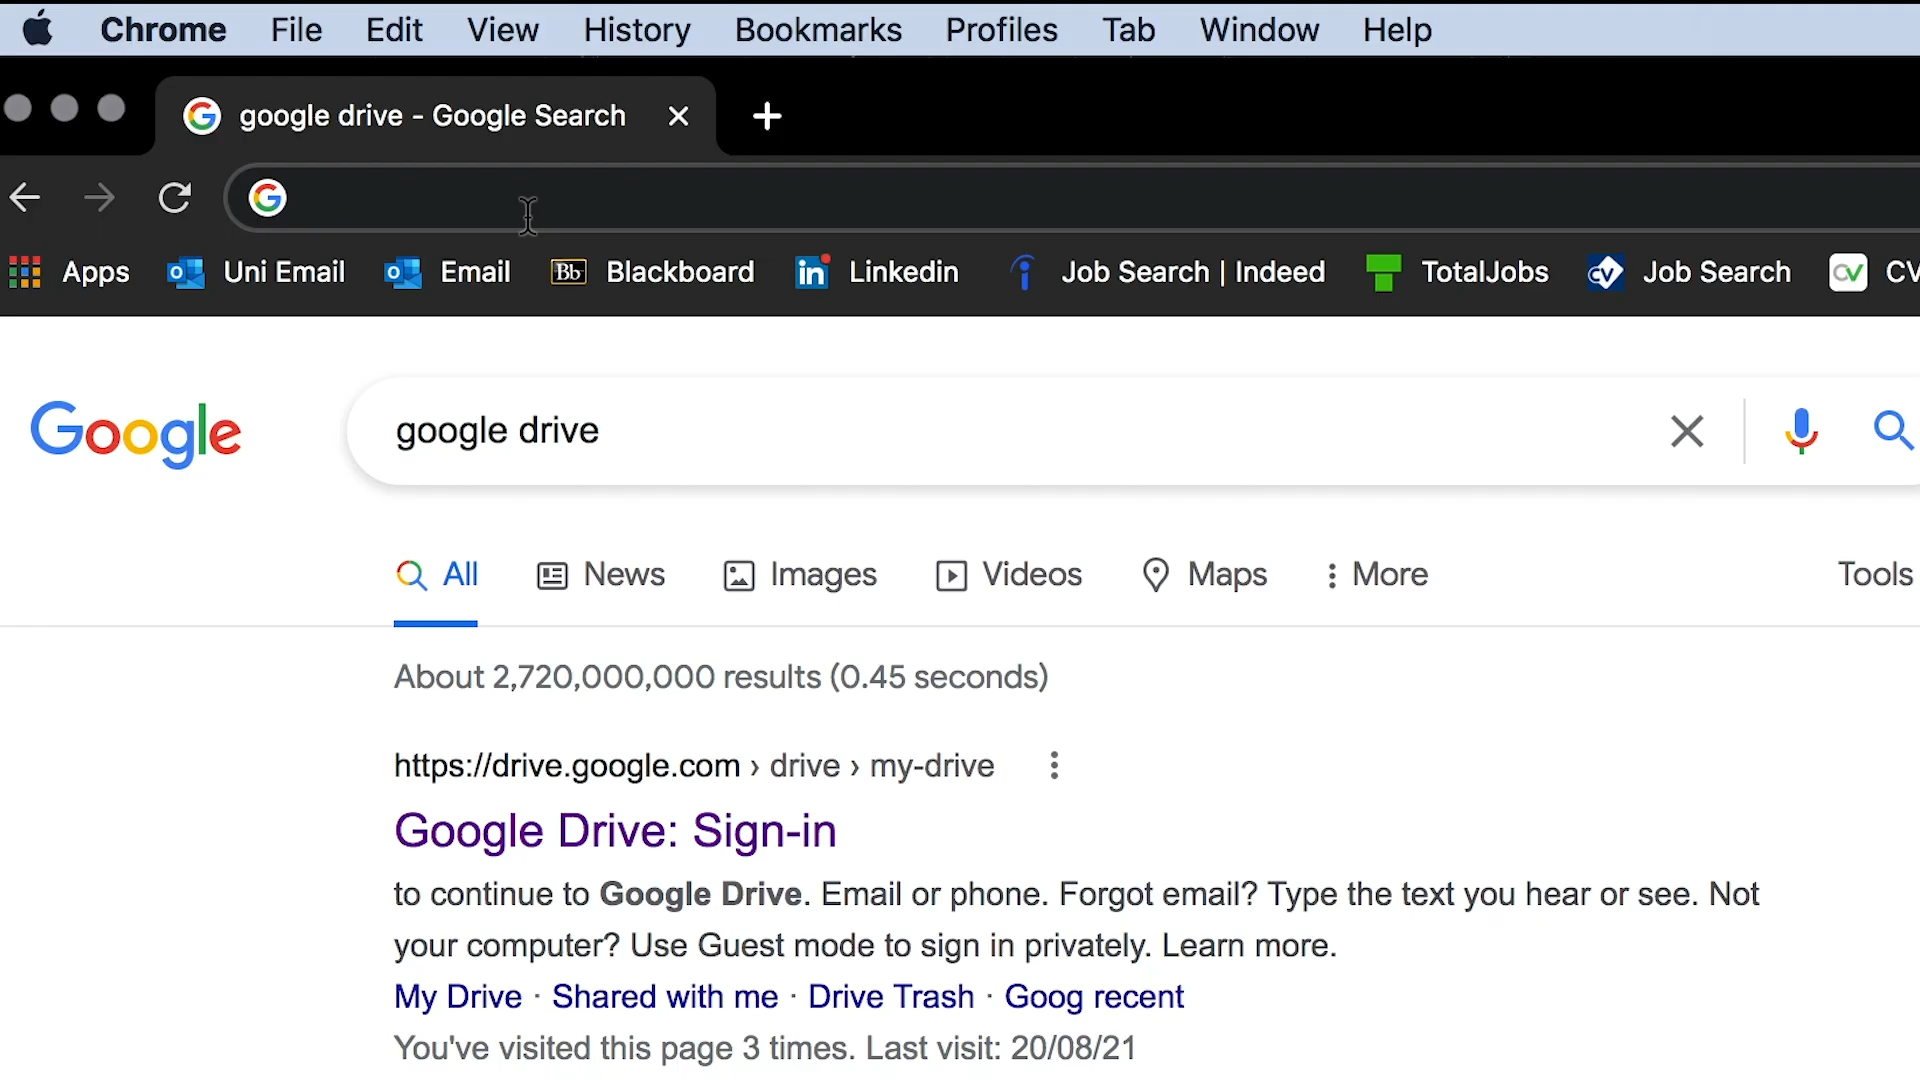 Chrome File Edit View History Bookmarks Profiles Tab Window Help
google drive - Google Search
Apps Uni Email Email Bb Blackboard in Linkedin Job Search | Indeed TotalJobs CV Job Search CV CV
Google google drive
All News Images Videos Maps More Tools
About 2,720,000,000 results (0.45 seconds)
https://drive.google.com › drive › my-drive
Google Drive: Sign-in
to continue to Google Drive. Email or phone. Forgot email? Type the text you hear or see. Not
your computer? Use Guest mode to sign in privately. Learn more.
My Drive · Shared with me · Drive Trash · Goog recent
You've visited this page 3 times. Last visit: 20/08/21